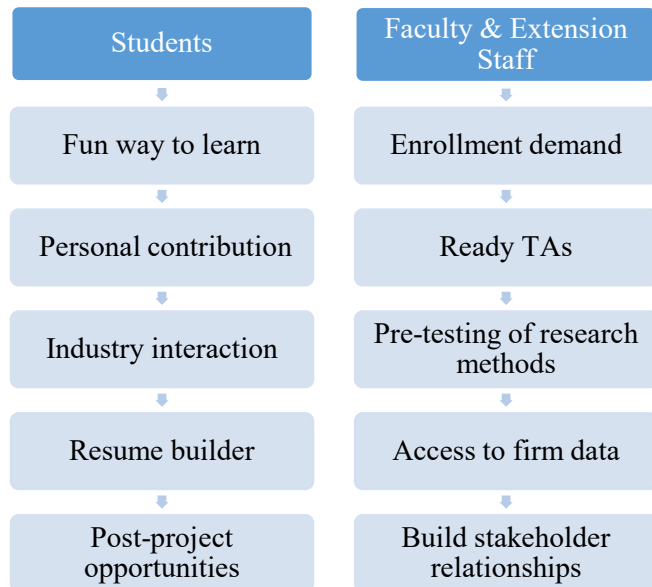 Students
Fun way to learn
Personal contribution
Industry interaction
Resume builder
Post-project
opportunities
Faculty & Extension
Staff
Enrollment demand
Ready TAs
Pre-testing of research
methods
Access to firm data
Build stakeholder
relationships